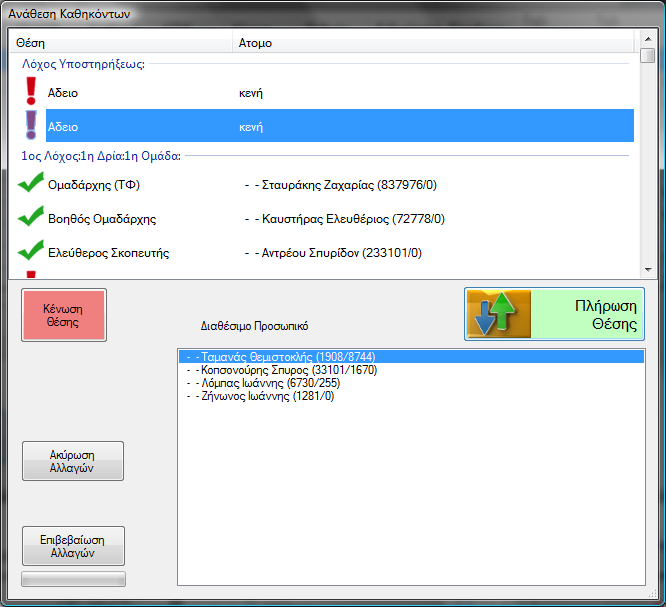 Ανάθεση Καθηκόντων
Θέση Ατομο
Λόχος Υποστηρήξεως:
Αδειο κενή
Αδειο κενή
1ος Λόχος:1η Δρία:1η Ομάδα:
Ομαδάρχης (ΤΦ) - - Σταυράκης Ζαχαρίας (837976/0)
Βοηθός Ομαδάρχης - - Καυστήρας Ελευθέριος (72778/0)
Ελεύθερος Σκοπευτής - - Αντρέου Σπυρίδον (233101/0)
Κένωση
Θέσης
Διαθέσιμο Προσωπικό
Πλήρωση
Θέσης
- - Ταμανάς Θεμιστοκλής (1908/8744)
- - Κοπσονούρης Σπυρος (33101/1670)
- - Λόμπας Ιωάννης (6730/255)
- - Ζήνωνος Ιωάννης (1281/0)
Ακύρωση
Αλλαγών
Επιβεβαίωση
Αλλαγών